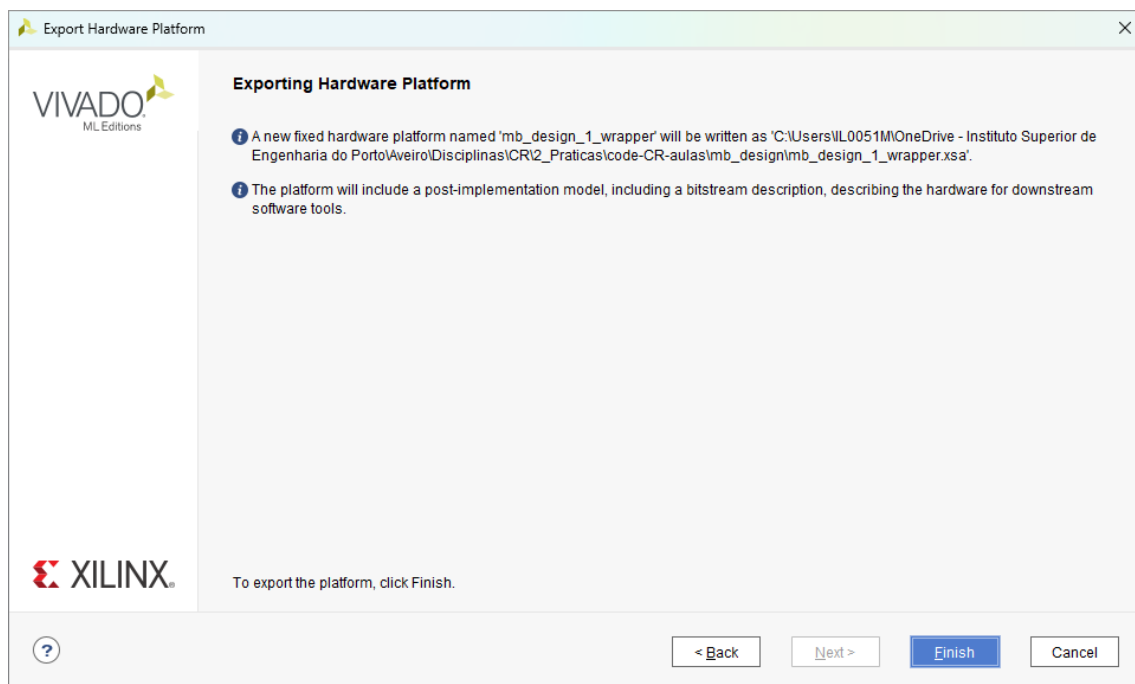 Export Hardware Platform
VIVADO
ML Editions
Exporting Hardware Platform
A new fixed hardware platform named 'mb_design_1_wrapper' will be written as 'C:\Users\IL0051M\OneDrive - Instituto Superior de
Engenharia do Porto\Aveiro\Disciplinas\CR\2_Praticas\code-CR-aulas\mb_design\mb_design_1_wrapper.xsa'.
The platform will include a post-implementation model, including a bitstream description, describing the hardware for downstream
software tools.
XILINX
To export the platform, click Finish.
?
< Back
Next >
Finish
Cancel